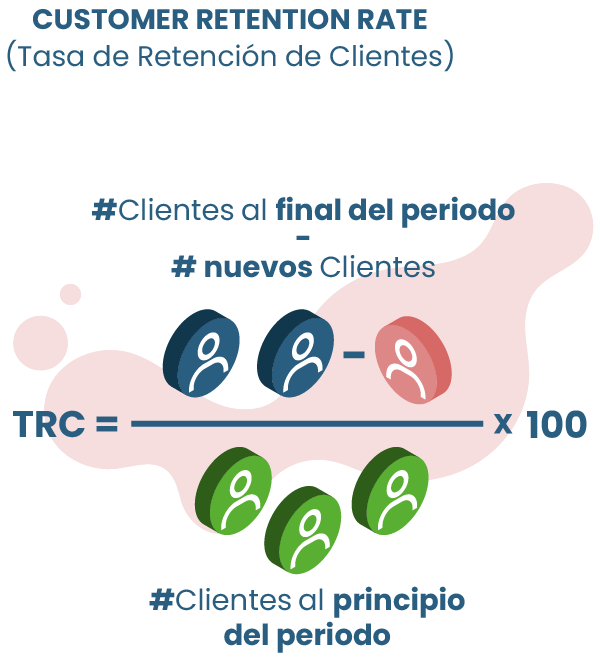 CUSTOMER RETENTION RATE
(Tasa de Retención de Clientes)
#Clientes al final del periodo
-
# nuevos Clientes
-
TRC = x 100
#Clientes al principio
del periodo